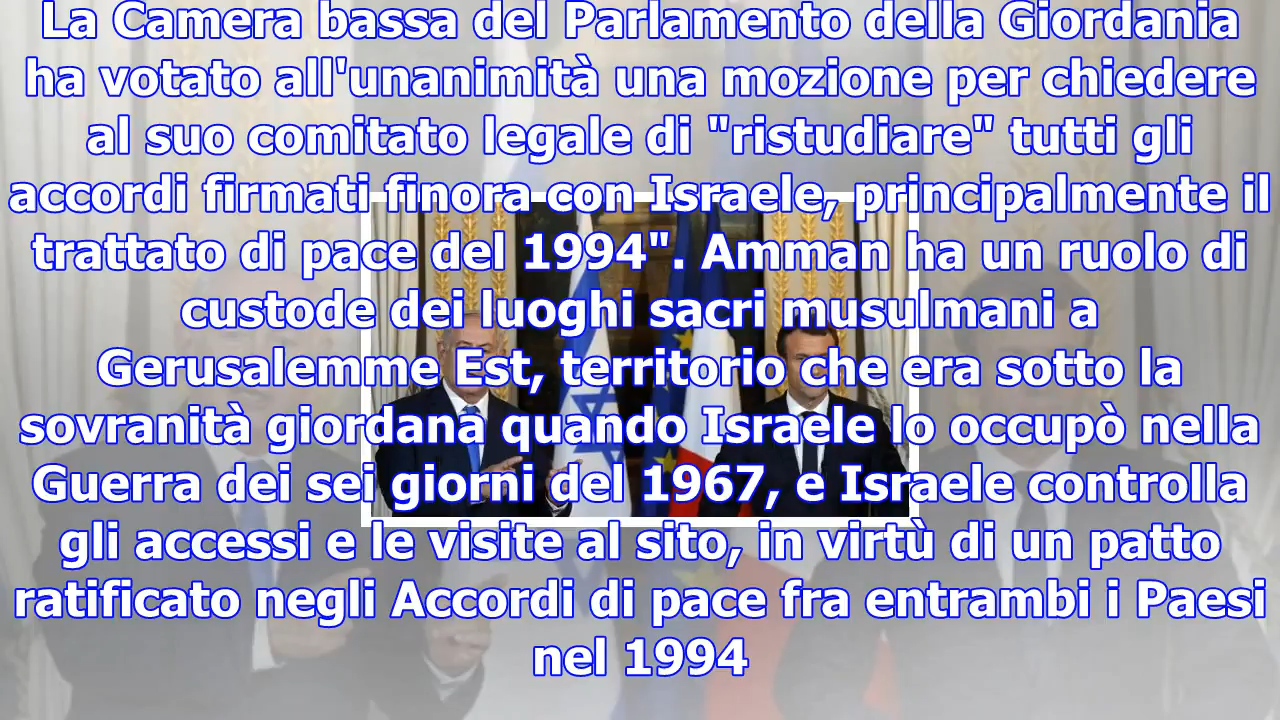 La Camera bassa del Parlamento della Giordania
ha votato all'unanimità una mozione per chiedere
al suo comitato legale di "ristudiare" tutti gli
accordi firmati finora con Israele, principalmente il
trattato di pace del 1994". Amman ha un ruolo di
custode dei luoghi sacri musulmani a
Gerusalemme Est, territorio che era sotto la
sovranità giordana quando Israele lo occupò nella
Guerra dei sei giorni del 1967, e Israele controlla
gli accessi e le visite al sito, in virtù di un patto
ratificato negli Accordi di pace fra entrambi i Paesi
nel 1994